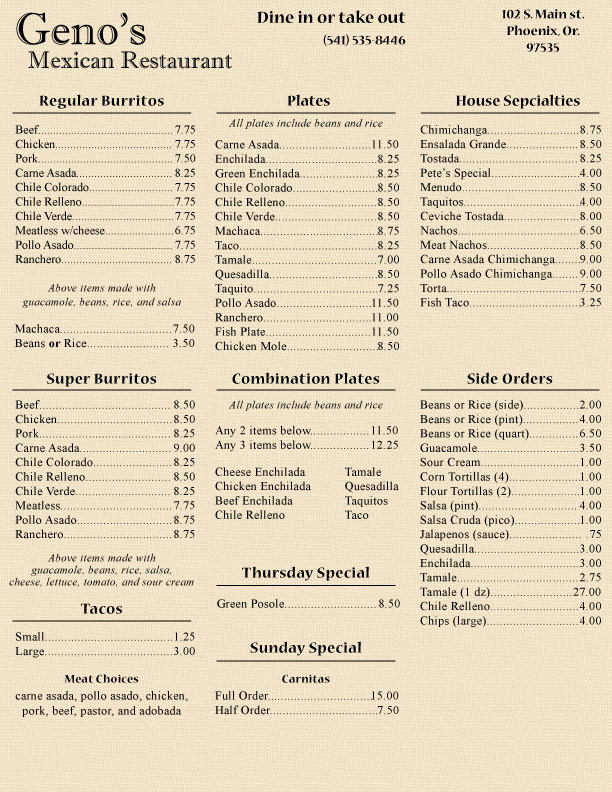 Geno's
Mexican Restaurant
Dine in or take out
(541) 535-8446
102 S. Main st.
Phoenix, Or.
97535
Regular Burritos
Beef 7.75
Chicken 7.75
Pork 7.50
Carne Asada 8.25
Chile Colorado 7.75
Chile Relleno 7.75
Chile Verde 7.75
Meatless w/cheese 6.75
Pollo Asado 7.75
Ranchero 8.75
Above items made with
guacamole, beans, rice, and salsa
Machaca 7.50
Beans or Rice 3.50
Super Burritos
Beef 8.50
Chicken 8.50
Pork 8.25
Carne Asada 9.00
Chile Colorado 8.25
Chile Relleno 8.50
Chile Verde 8.25
Meatless 7.75
Pollo Asado 8.75
Ranchero 8.75
Above items made with
guacamole, beans, rice, salsa,
cheese, lettuce, tomato, and sour cream
Tacos
Small 1.25
Large 3.00
Meat Choices
carne asada, pollo asado, chicken,
pork, beef, pastor, and adobada
Plates
All plates include beans and rice
Carne Asada 11.50
Enchilada 8.25
Green Enchilada 8.25
Chile Colorado 8.50
Chile Relleno 8.50
Chile Verde 8.50
Machaca 8.75
Taco 8.25
Tamale 7.00
Quesadilla 8.50
Taquito 7.25
Pollo Asado 11.50
Ranchero 11.00
Fish Plate 11.50
Chicken Mole 8.50
Combination Plates
All plates include beans and rice
Any 2 items below 11.50
Any 3 items below 12.25
Cheese Enchilada Tamale
Chicken Enchilada Quesadilla
Beef Enchilada Taquitos
Chile Relleno Taco
Thursday Special
Green Posole 8.50
Sunday Special
Carnitas
Full Order 15.00
Half Order 7.50
House Sepcialties
Chimichanga 8.75
Ensalada Grande 8.50
Tostada 8.25
Pete's Special 4.00
Menudo 8.50
Taquitos 4.00
Ceviche Tostada 8.00
Nachos 6.50
Meat Nachos 8.50
Carne Asada Chimichanga 9.00
Pollo Asado Chimichanga 9.00
Torta 7.50
Fish Taco 3.25
Side Orders
Beans or Rice (side) 2.00
Beans or Rice (pint) 4.00
Beans or Rice (quart) 6.50
Guacamole 3.50
Sour Cream 1.00
Corn Tortillas (4) 1.00
Flour Tortillas (2) 1.00
Salsa (pint) 4.00
Salsa Cruda (pico) 1.00
Jalapenos (sauce) .75
Quesadilla 3.00
Enchilada 3.00
Tamale 2.75
Tamale (1 dz) 27.00
Chile Relleno 4.00
Chips (large) 4.00